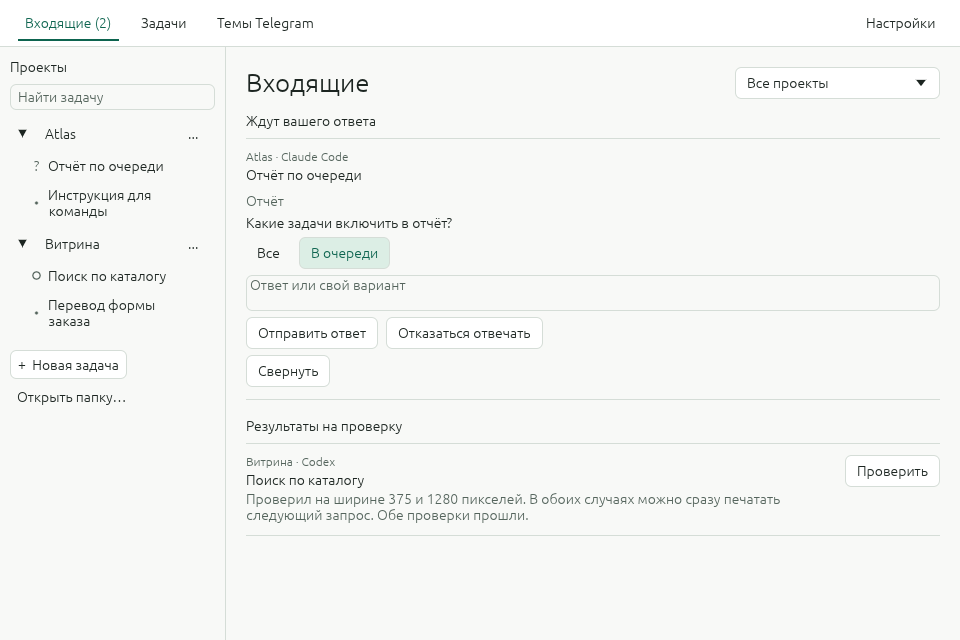 Входящие (2)
Задачи
Темы Telegram
Настройки
Проекты
Найти задачу
Atlas
...
? Отчёт по очереди
Инструкция для
команды
Витрина
...
Поиск по каталогу
Перевод формы
заказа
+ Новая задача
Открыть папку…
Входящие
Все проекты
Ждут вашего ответа
Atlas · Claude Code
Отчёт по очереди
Отчёт
Какие задачи включить в отчёт?
Все
В очереди
Ответ или свой вариант
Отправить ответ
Отказаться отвечать
Свернуть
Результаты на проверку
Витрина · Codex
Поиск по каталогу
Проверил на ширине 375 и 1280 пикселей. В обоих случаях можно сразу печатать
следующий запрос. Обе проверки прошли.
Проверить